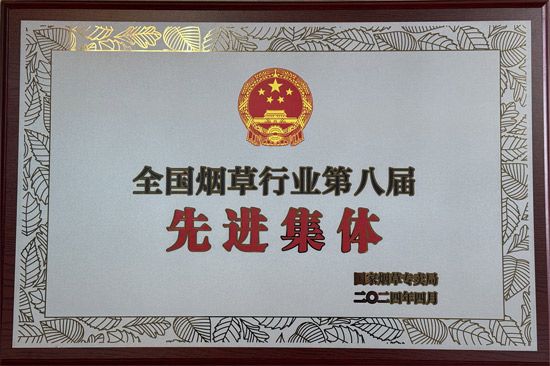 全国烟草行业第八届
先进集体
国家烟草专卖局
二〇二四年四月